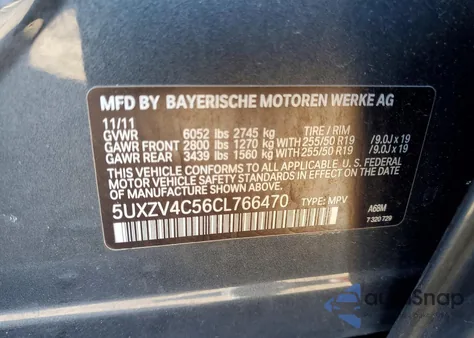 MFD BY BAYERISCHE MOTOREN WERKE AG
11/11
GVWR 6052 lbs 2745 kg TIRE / RIM
GAWR FRONT 2800 lbs 1270 kg WITH 255/50 R19 /9.0J x 19
GAWR REAR 3439 lbs 1560 kg WITH 255/50 R19 /9.0J x 19
THIS VEHICLE CONFORMS TO ALL APPLICABLE
FEDERAL MOTOR VEHICLE SAFETY
STANDARDS IN EFFECT ON THE DATE
OF MANUFACTURE SHOWN ABOVE.
5UXZV4C56CL766470 TYPE: MPV
A68M
7 320 729
autoSnap